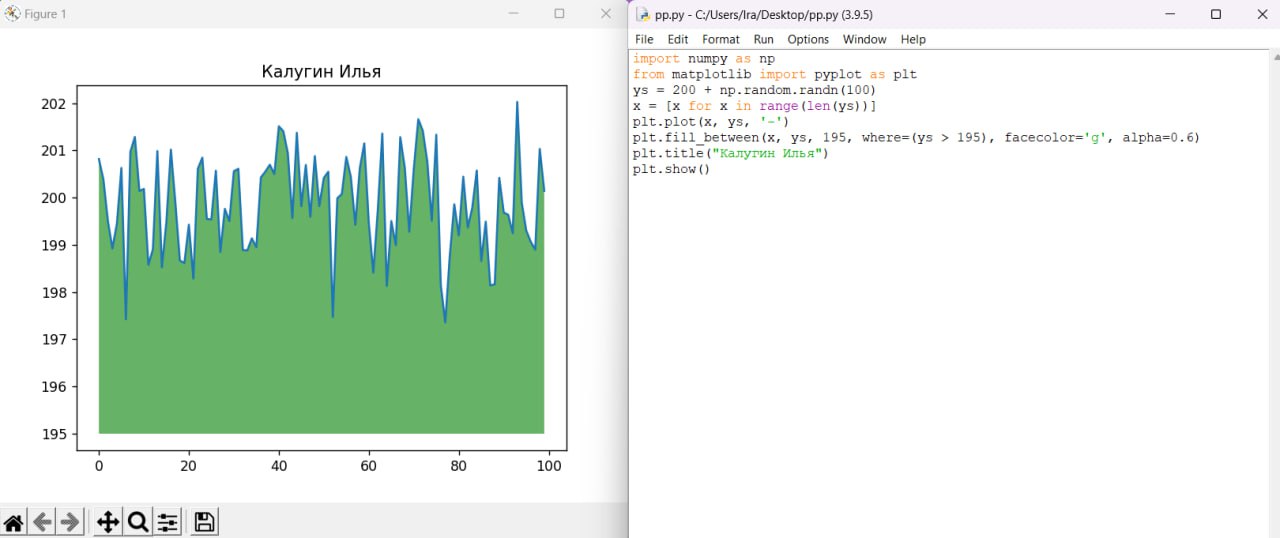 Figure 1
Калугин Илья
202
201
200
199
198
197
196
195
0 20 40 60 80 100
pp.py - C:/Users/Ira/Desktop/pp.py (3.9.5)
File Edit Format Run Options Window Help
import numpy as np
from matplotlib import pyplot as plt
ys = 200 + np.random.randn(100)
x = [x for x in range(len(ys))]
plt.plot(x, ys, '-')
plt.fill_between(x, ys, 195, where=(ys > 195), facecolor='g', alpha=0.6)
plt.title("Калугин Илья")
plt.show()